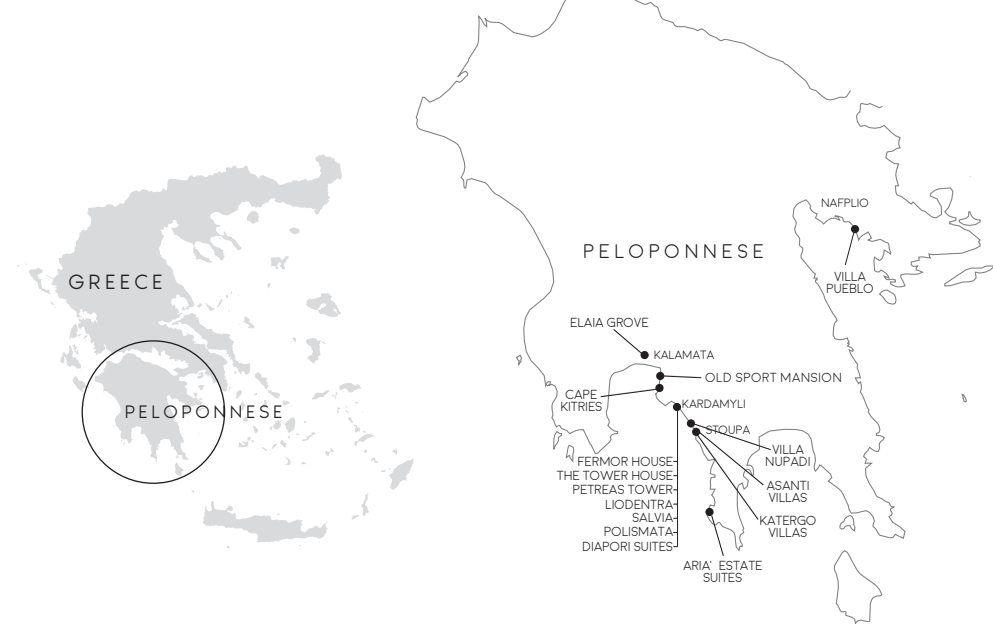 GREECE
PELOPONNESE
PELOPONNESE
NAFPLIO
VILLA
PUEBLO
ELAIA GROVE
KALAMATA
OLD SPORT MANSION
CAPE
KITRIES
KARDAMYLI
STOUPA
VILLA
NUPADI
FERMOR HOUSE
THE TOWER HOUSE
PETREAS TOWER
LIODENTRA
SALVIA
POLISMATA
DIAPORI SUITES
ASANTI
VILLAS
KATERGO
VILLAS
ARIA' ESTATE
SUITES